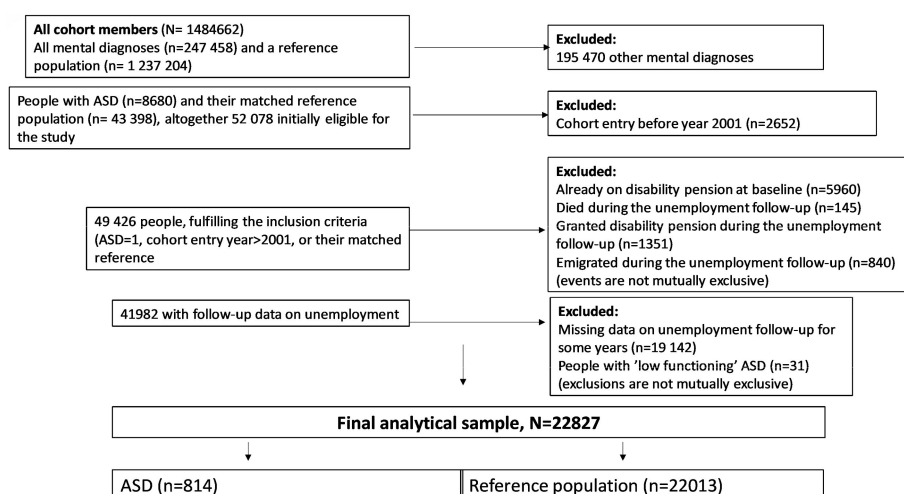 All cohort members (N= 1484662)
All mental diagnoses (n=247 458) and a reference
population (n= 1 237 204)
Excluded:
195 470 other mental diagnoses
People with ASD (n=8680) and their matched reference
population (n= 43 398), altogether 52 078 initially eligible for
the study
Excluded:
Cohort entry before year 2001 (n=2652)
49 426 people, fulfilling the inclusion criteria
(ASD=1, cohort entry year>2001, or their matched
reference
Excluded:
Already on disability pension at baseline (n=5960)
Died during the unemployment follow-up (n=145)
Granted disability pension during the unemployment
follow-up (n=1351)
Emigrated during the unemployment follow-up (n=840)
(events are not mutually exclusive)
41982 with follow-up data on unemployment
Excluded:
Missing data on unemployment follow-up for
some years (n=19 142)
People with ’low functioning’ ASD (n=31)
(exclusions are not mutually exclusive)
Final analytical sample, N=22827
ASD (n=814)
Reference population (n=22013)